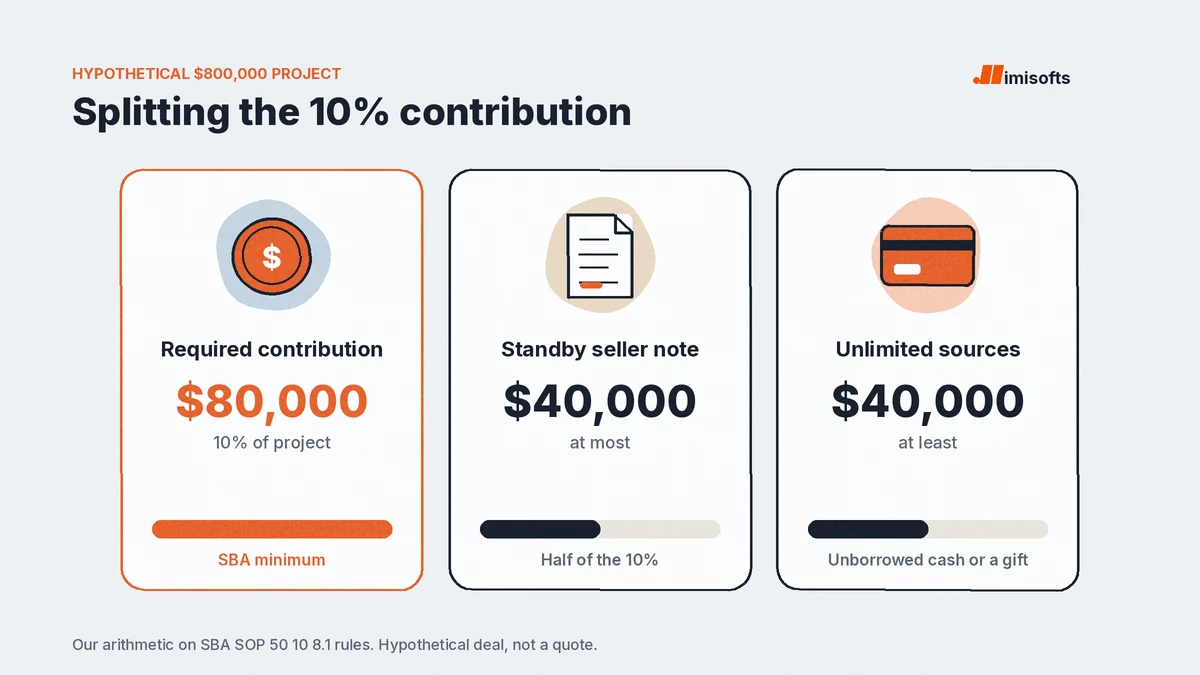 HYPOTHETICAL $800,000 PROJECT
imisofts
Splitting the 10% contribution
$
Required contribution
$80,000
10% of project
SBA minimum
Standby seller note
$40,000
at most
Half of the 10%
Unlimited sources
$40,000
at least
Unborrowed cash or a gift
Our arithmetic on SBA SOP 50 10 8.1 rules. Hypothetical deal, not a quote.